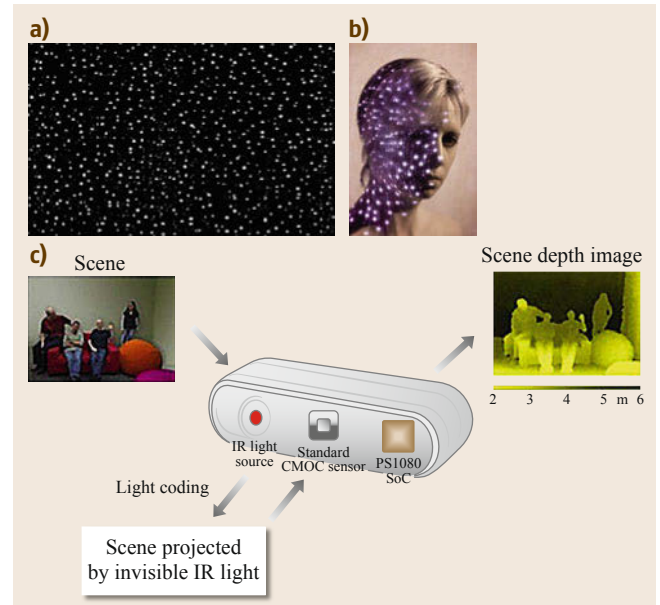 a)
b)
c)
Scene
Scene depth image
2 3 4 5 m 6
IR light
source
Standard
CMOC sensor
PS1080
SoC
Light coding
Scene projected
by invisible IR light